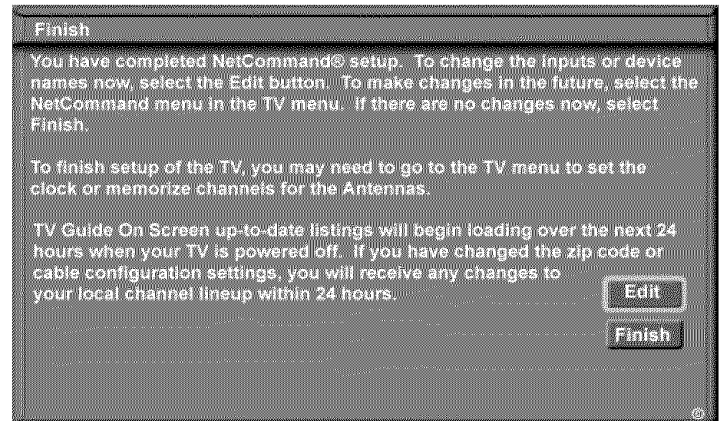 Finish
You have completed NetCommand® setup. To change the inputs or device
names now, select the Edit button. To make changes in the future, select the
NetCommand menu in the TV menu. If there are no changes now, select
Finish.
To finish setup of the TV, you may need to go to the TV menu to set the
clock or memorize channels for the Antennas.
TV Guide On Screen up-to-date listings will begin loading over the next 24
hours when your TV is powered off. If you have changed the zip code or
cable configuration settings, you will receive any changes to
your local channel lineup within 24 hours.
Edit
Finish